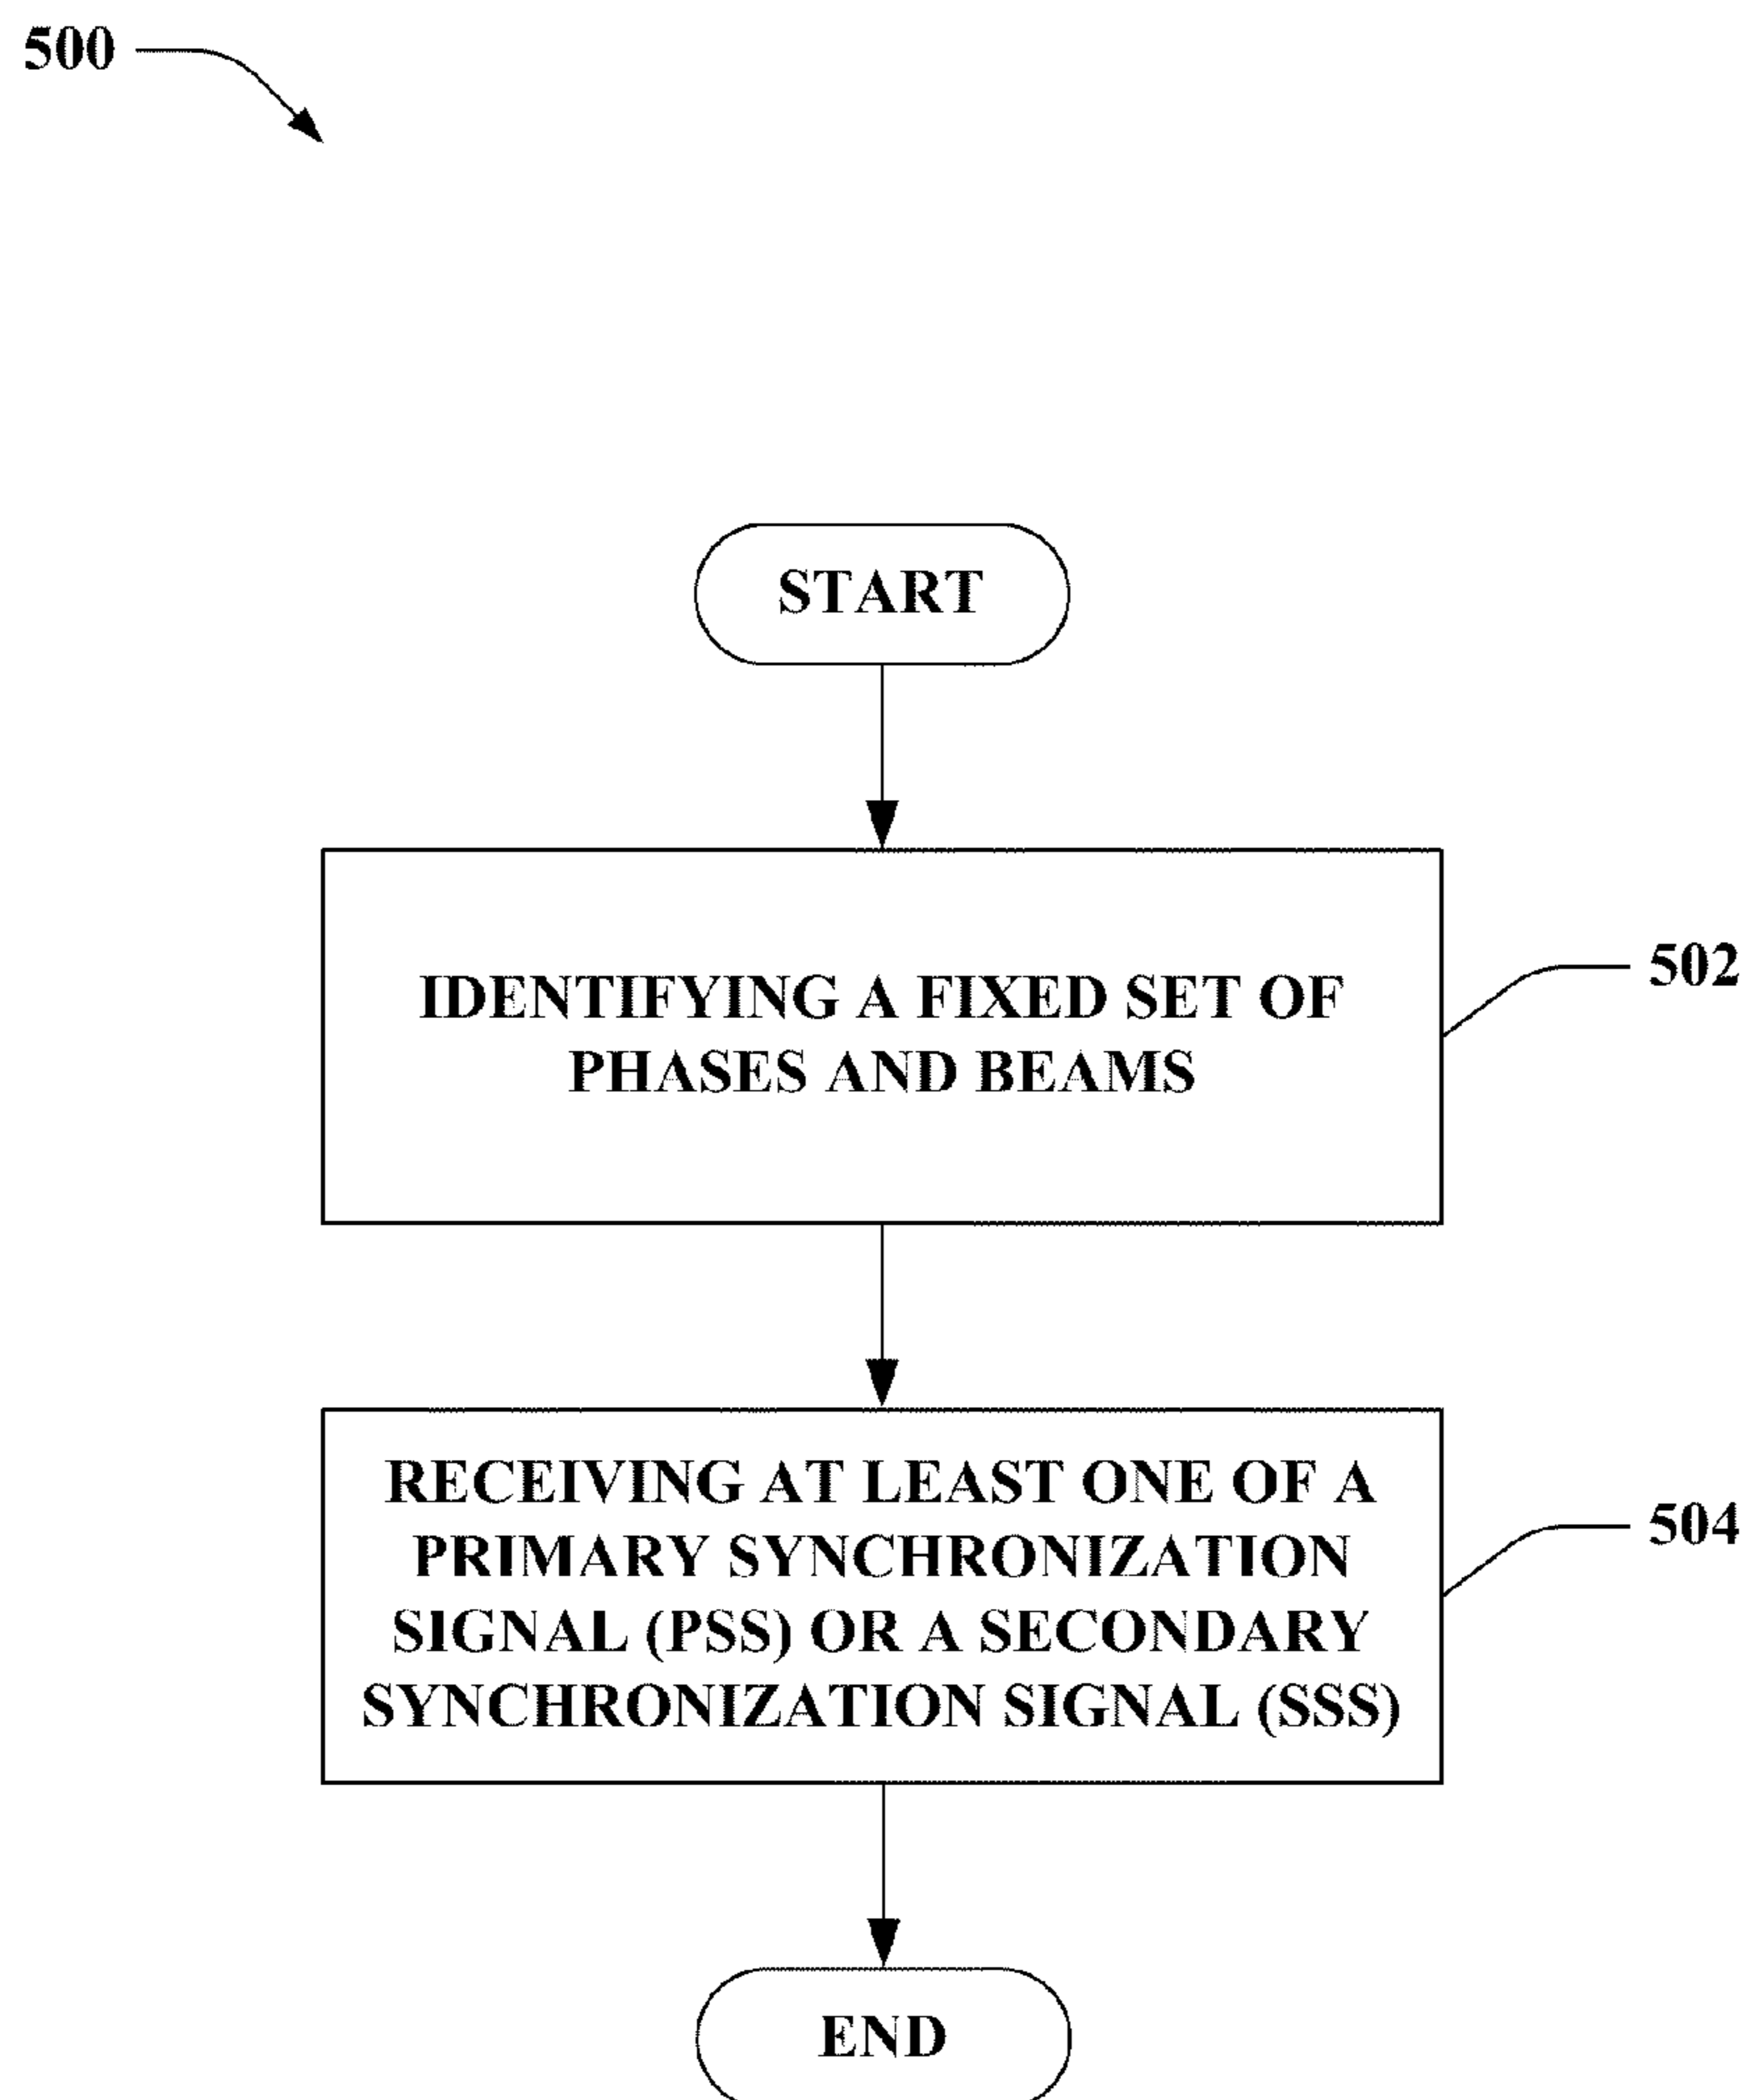 500
START
IDENTIFYING A FIXED SET OF
PHASES AND BEAMS
502
RECEIVING AT LEAST ONE OF A
PRIMARY SYNCHRONIZATION
SIGNAL (PSS) OR A SECONDARY
SYNCHRONIZATION SIGNAL (SSS)
504
END